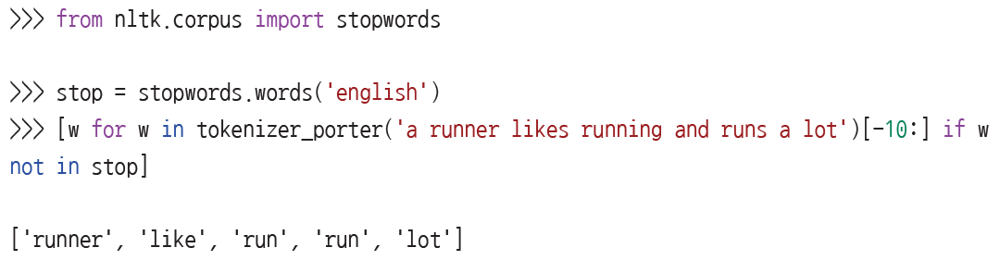 >>> from nltk.corpus import stopwords
>>> stop = stopwords.words('english')
>>> [w for w in tokenizer_porter('a runner likes running and runs a lot')[-10:] if w
not in stop]
['runner', 'like', 'run', 'run', 'lot']